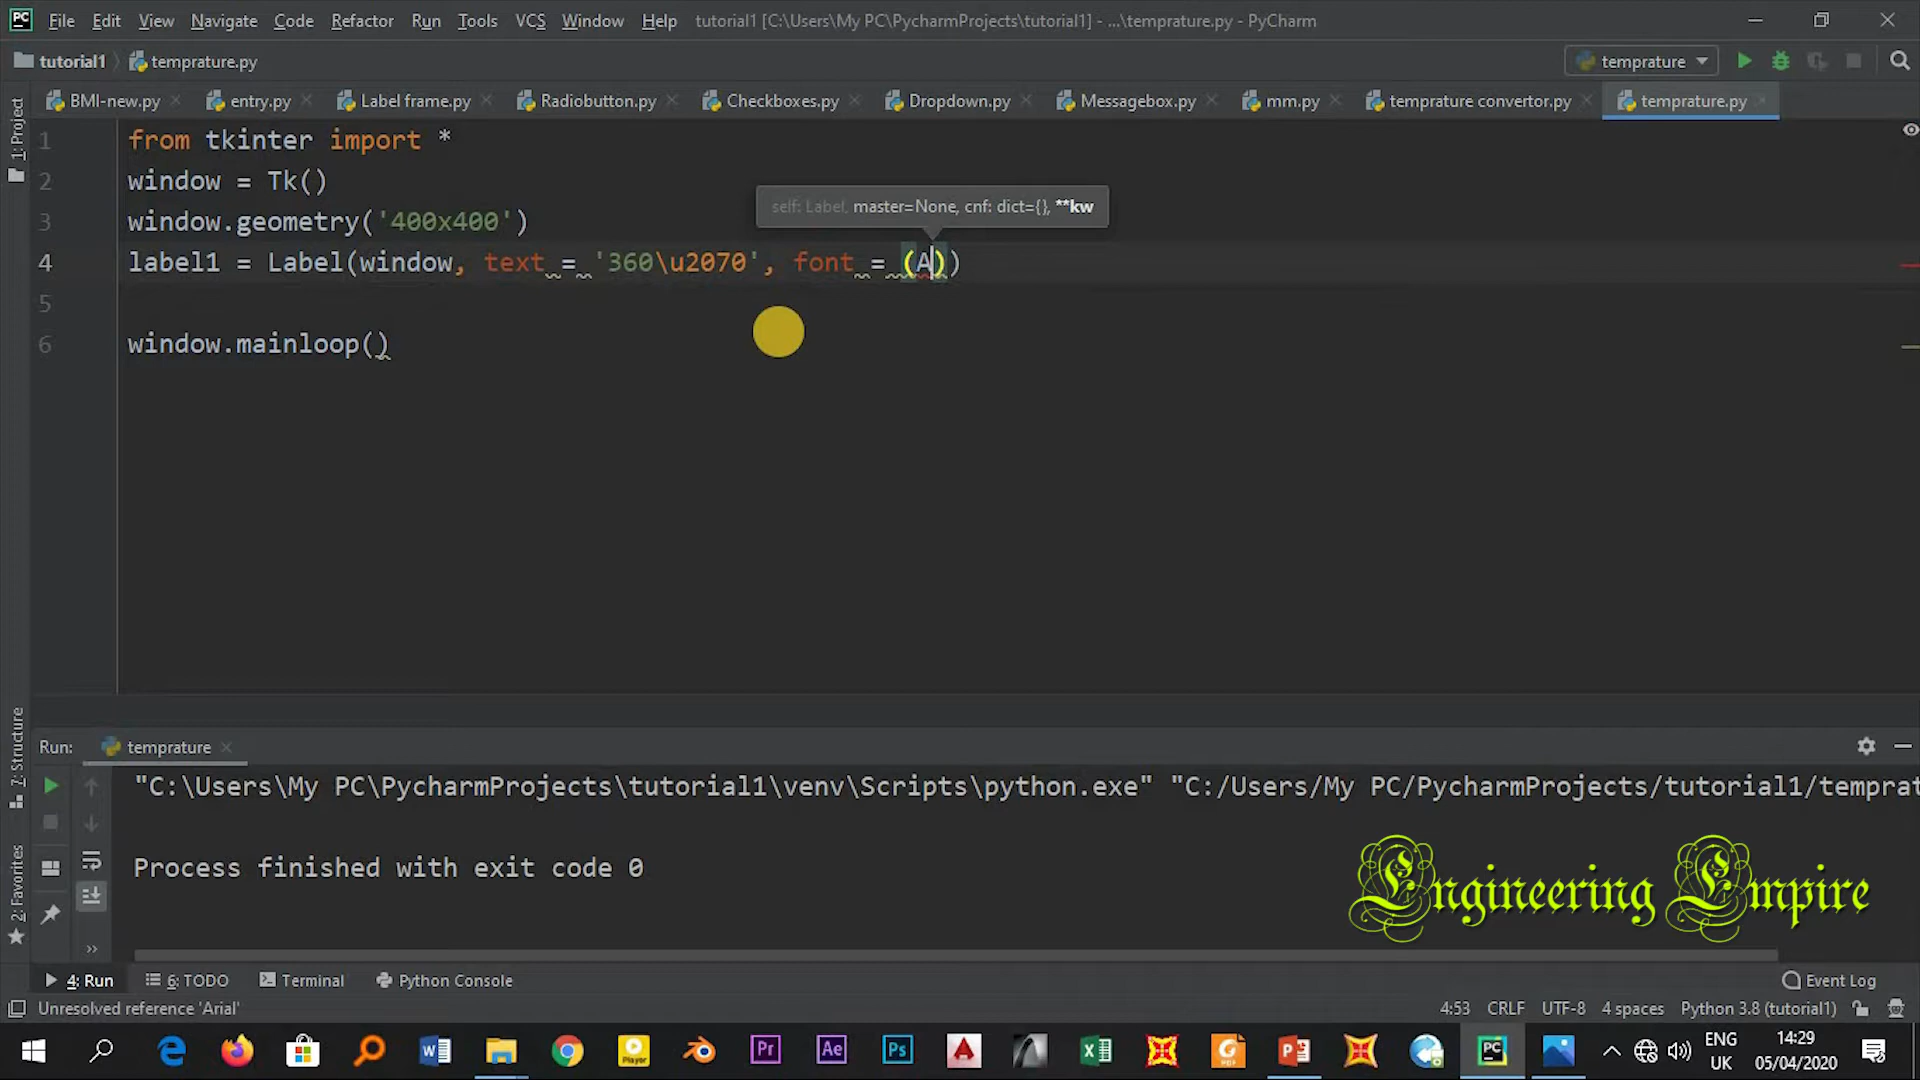 File Edit View Navigate Code Refactor Run Tools VCS Window Help tutorial1 [C:\Users\My PC\PycharmProjects\tutorial1] - ...\temprature.py - PyCharm
tutorial1 temprature.py temprature
BMI-new.py entry.py Label frame.py Radiobutton.py Checkboxes.py Dropdown.py Messagebox.py mm.py temprature convertor.py temprature.py
1: Project
1 from tkinter import *
2 window = Tk()
self: Label, master=None, cnf: dict={}, **kw
3 window.geometry('400x400')
4 label1 = Label(window, text = '360\u2070', font = (A))
5
6 window.mainloop()
7: Structure
2: Favorites
Run: temprature
"C:\Users\My PC\PycharmProjects\tutorial1\venv\Scripts\python.exe" "C:/Users/My PC/PycharmProjects/tutorial1/temprat
Process finished with exit code 0
Engineering Empire
4: Run 6: TODO Terminal Python Console Event Log
Unresolved reference 'Arial' 4:53 CRLF UTF-8 4 spaces Python 3.8 (tutorial1)
ENG 14:29
UK 05/04/2020